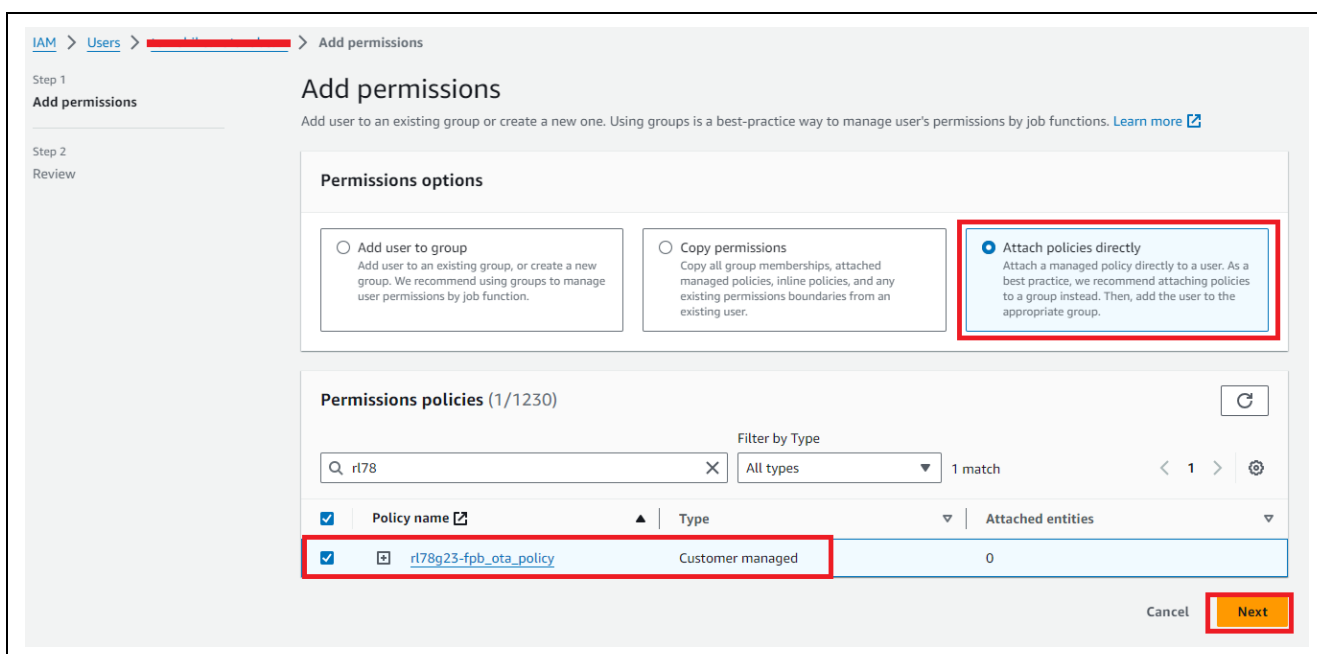 IAM > Users > > Add permissions
Step 1
Add permissions
Step 2
Review
Add permissions
Add user to an existing group or create a new one. Using groups is a best-practice way to manage user's permissions by job functions. Learn more
Permissions options
Add user to group
Add user to an existing group, or create a new
group. We recommend using groups to manage
user permissions by job function.
Copy permissions
Copy all group memberships, attached
managed policies, inline policies, and any
existing permissions boundaries from an
existing user.
Attach policies directly
Attach a managed policy directly to a user. As a
best practice, we recommend attaching policies
to a group instead. Then, add the user to the
appropriate group.
Permissions policies (1/1230)
Filter by Type
rl78
All types
1 match
1
Policy name
Type
Attached entities
rl78g23-fpb_ota_policy
Customer managed
0
Cancel
Next